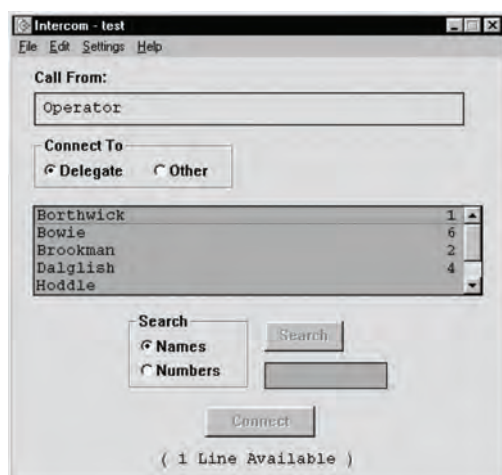 Intercom - test
File Edit Settings Help
Call From:
Operator
Connect To
Delegate Other
Borthwick 1
Bowie 6
Brookman 2
Dalglish 4
Hoddle
Search
Names
Search
Numbers
Connect
( 1 Line Available )